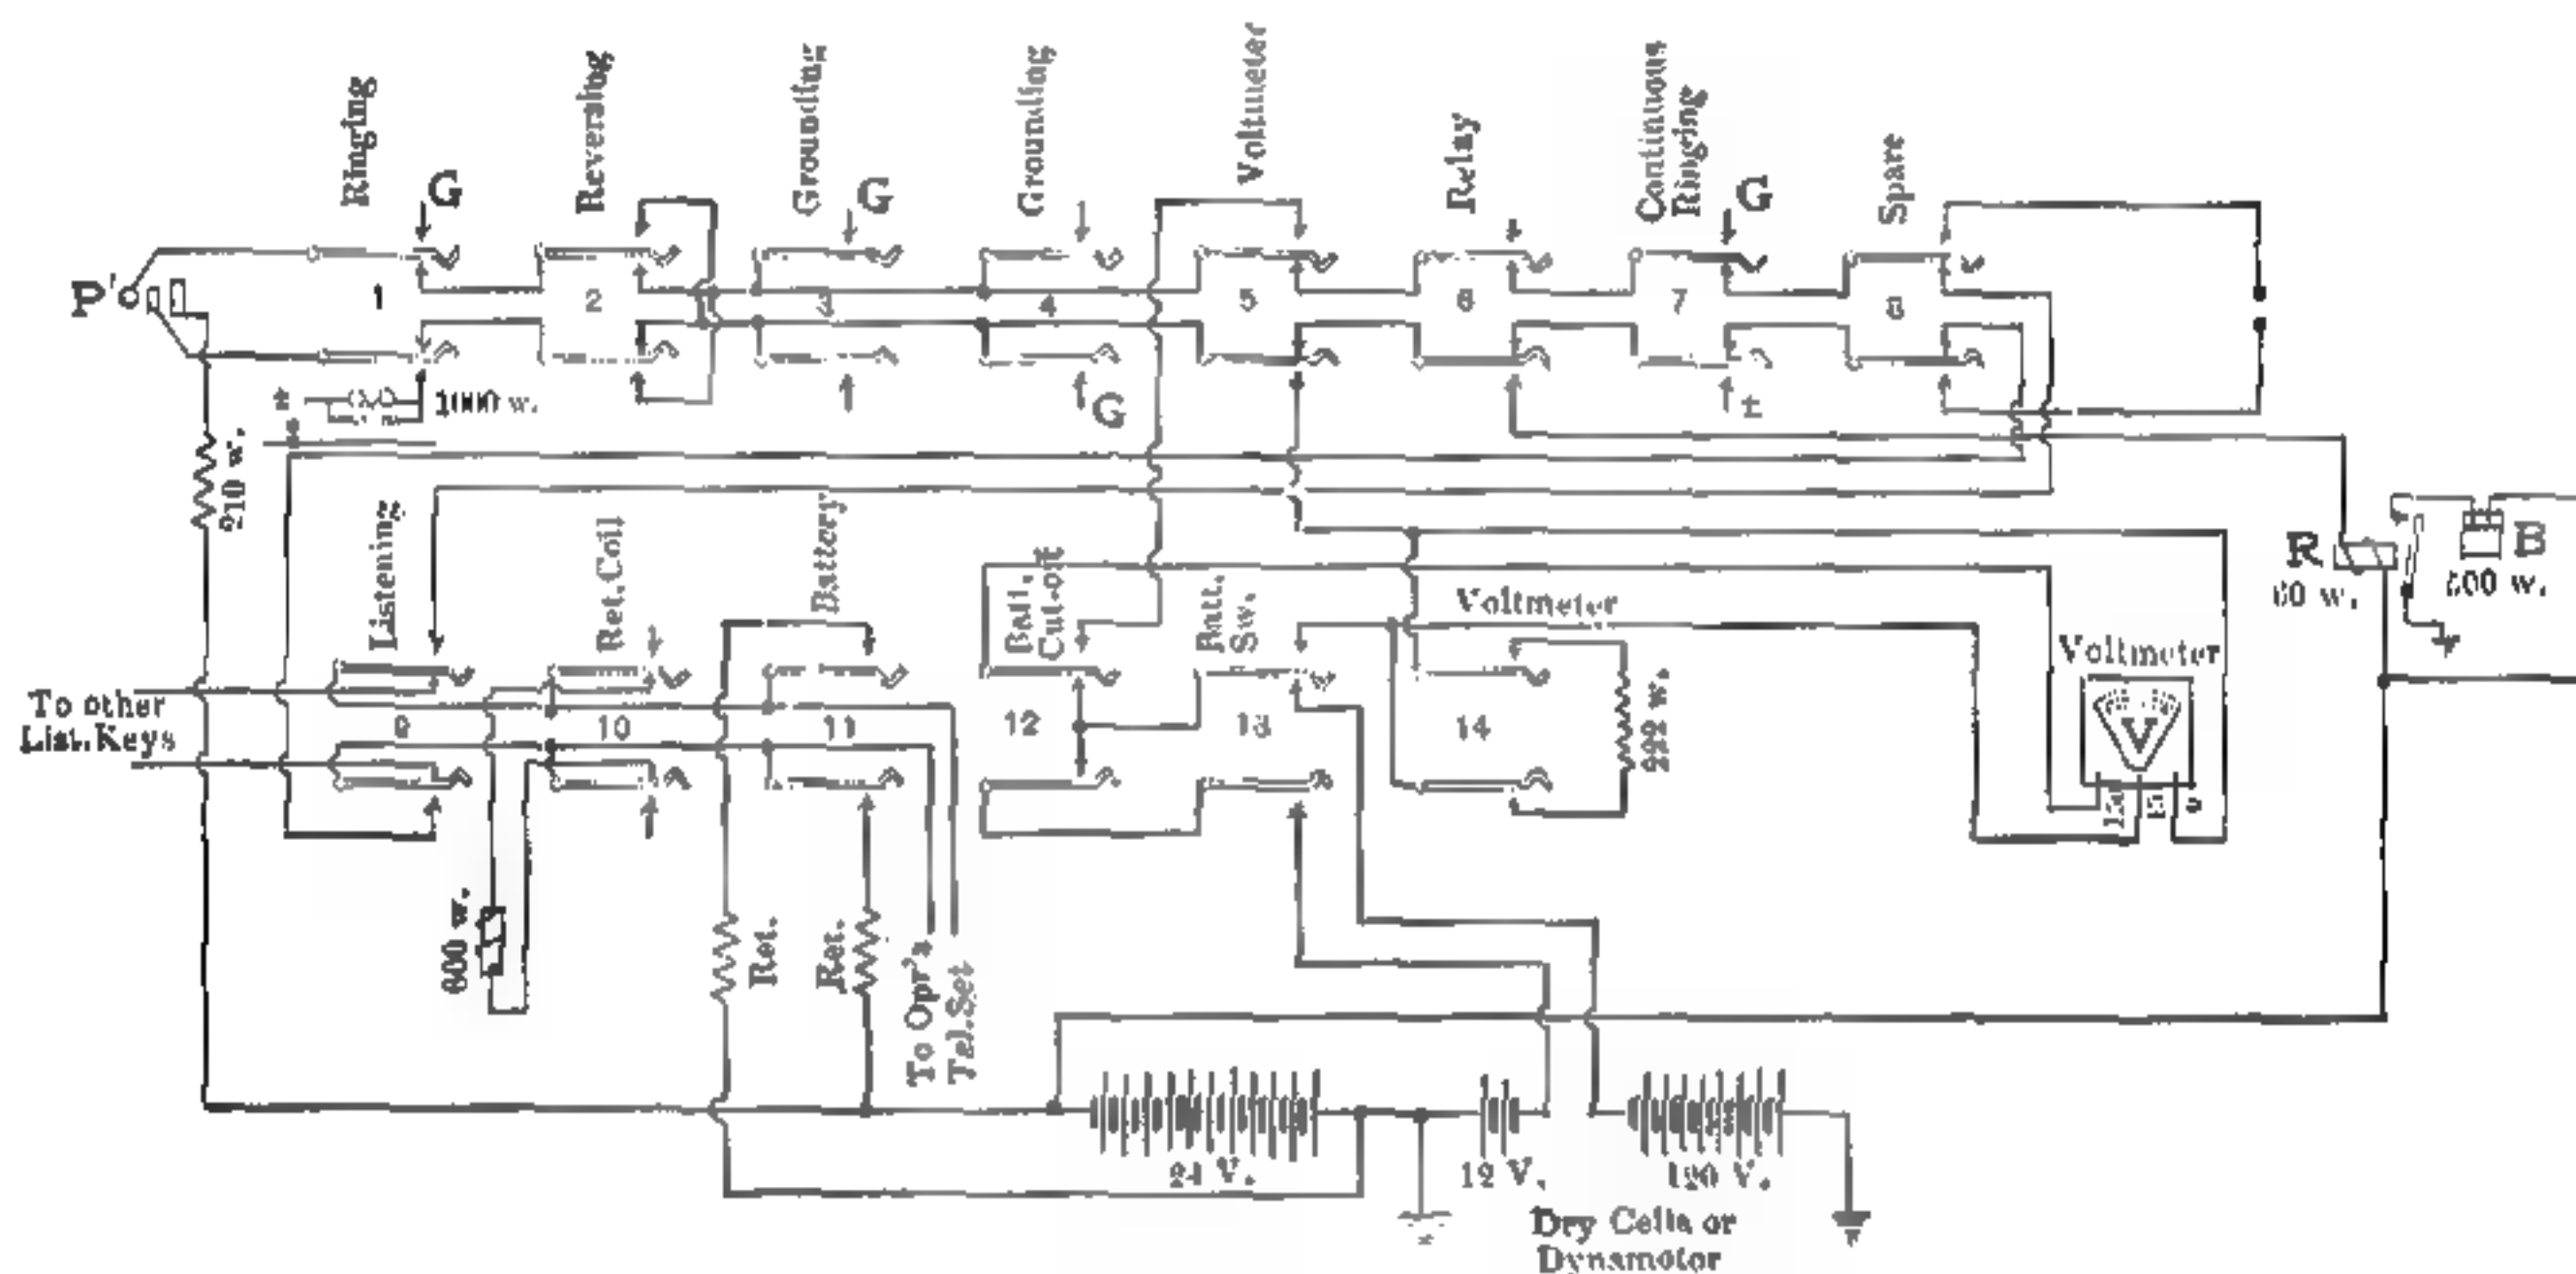 Ringing
Reversing
Grounding
Grounding
Voltmeter
Relay
Continuous
Ringing
Spare
G
G
G
P'
1
2
3
4
5
6
7
8
G
±
1000 w.
210 w.
Listening
Ret. Coil
Battery
Batt.
Cut-off
Batt.
Sw.
Voltmeter
R
60 w.
B
500 w.
Voltmeter
V
To other
List. Keys
9
10
11
12
13
14
150
15
600 w.
Ret.
Ret.
To Opr's
Tel. Set
24 V.
12 V.
120 V.
Dry Cells or
Dynamotor